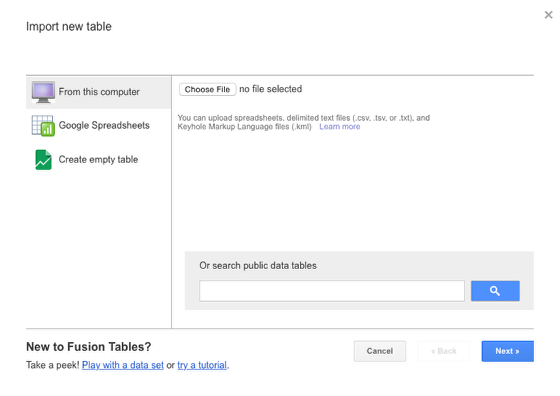 Import new table
×
From this computer
Google Spreadsheets
Create empty table
Choose File no file selected
You can upload spreadsheets, delimited text files (.csv, .tsv, or .txt), and
Keyhole Markup Language files (.kml) Learn more
Or search public data tables
New to Fusion Tables?
Take a peek! Play with a data set or try a tutorial.
Cancel
« Back
Next »